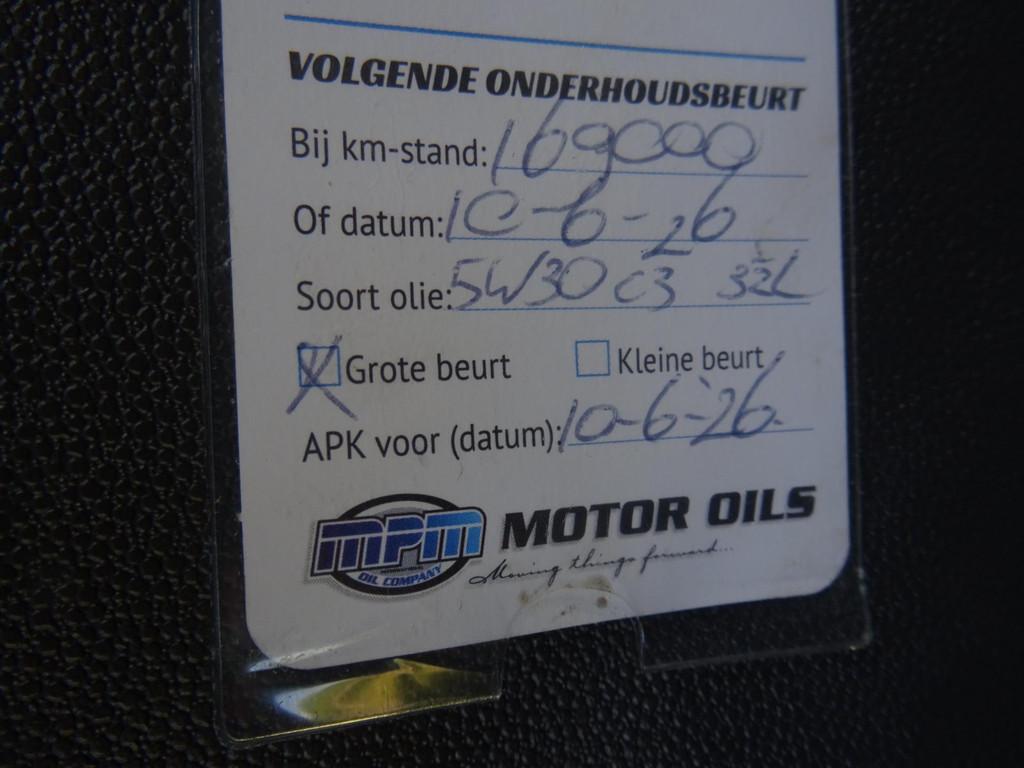 VOLGENDE ONDERHOUDSBEURT
Bij km-stand: 169000
Of datum: 10-6-26
Soort olie: 5W30 C3
Grote beurt Kleine beurt
APK voor (datum): 10-6-26
MPM MOTOR OILS
INTERNATIONAL
OIL COMPANY Moving things forward...